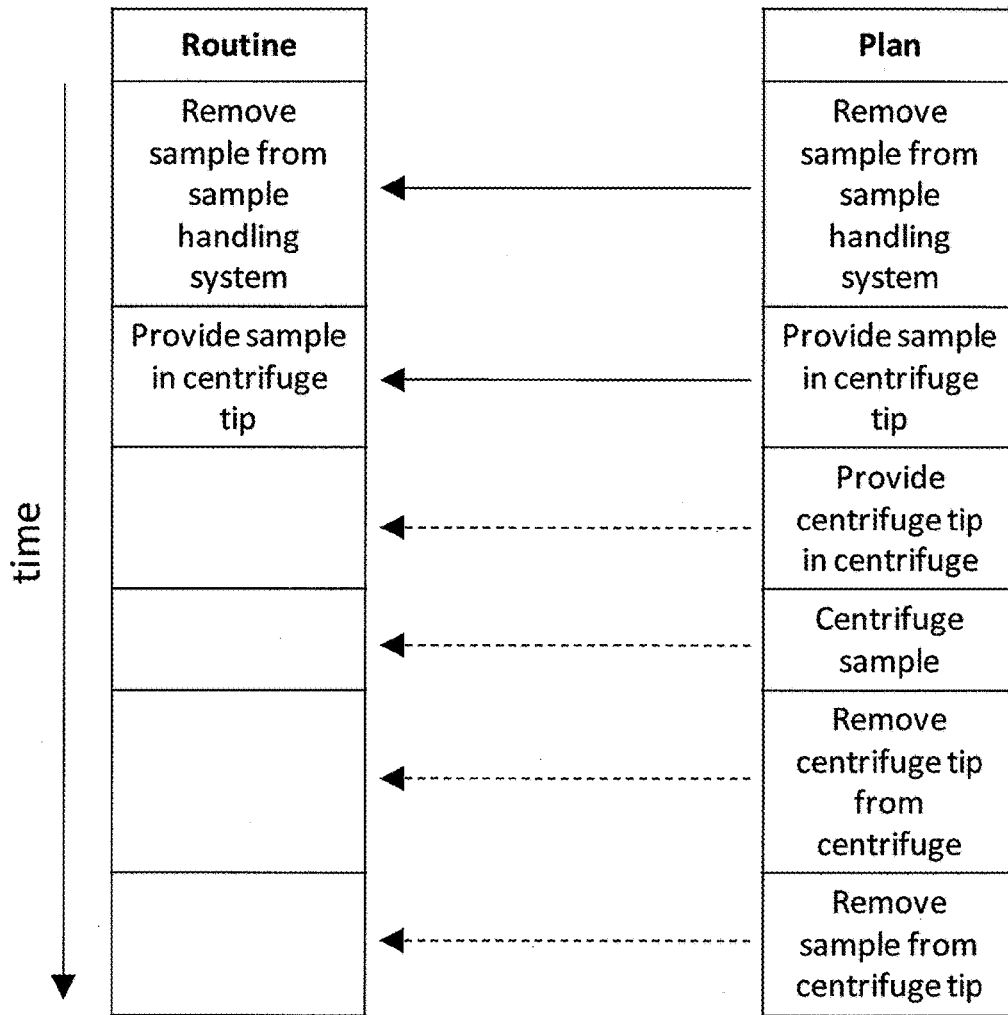 Routine
Remove
sample from
sample
handling
system
Provide sample
in centrifuge
tip
Plan
Remove
sample from
sample
handling
system
Provide sample
in centrifuge
tip
Provide
centrifuge tip
in centrifuge
Centrifuge
sample
Remove
centrifuge tip
from
centrifuge
Remove
sample from
centrifuge tip
time